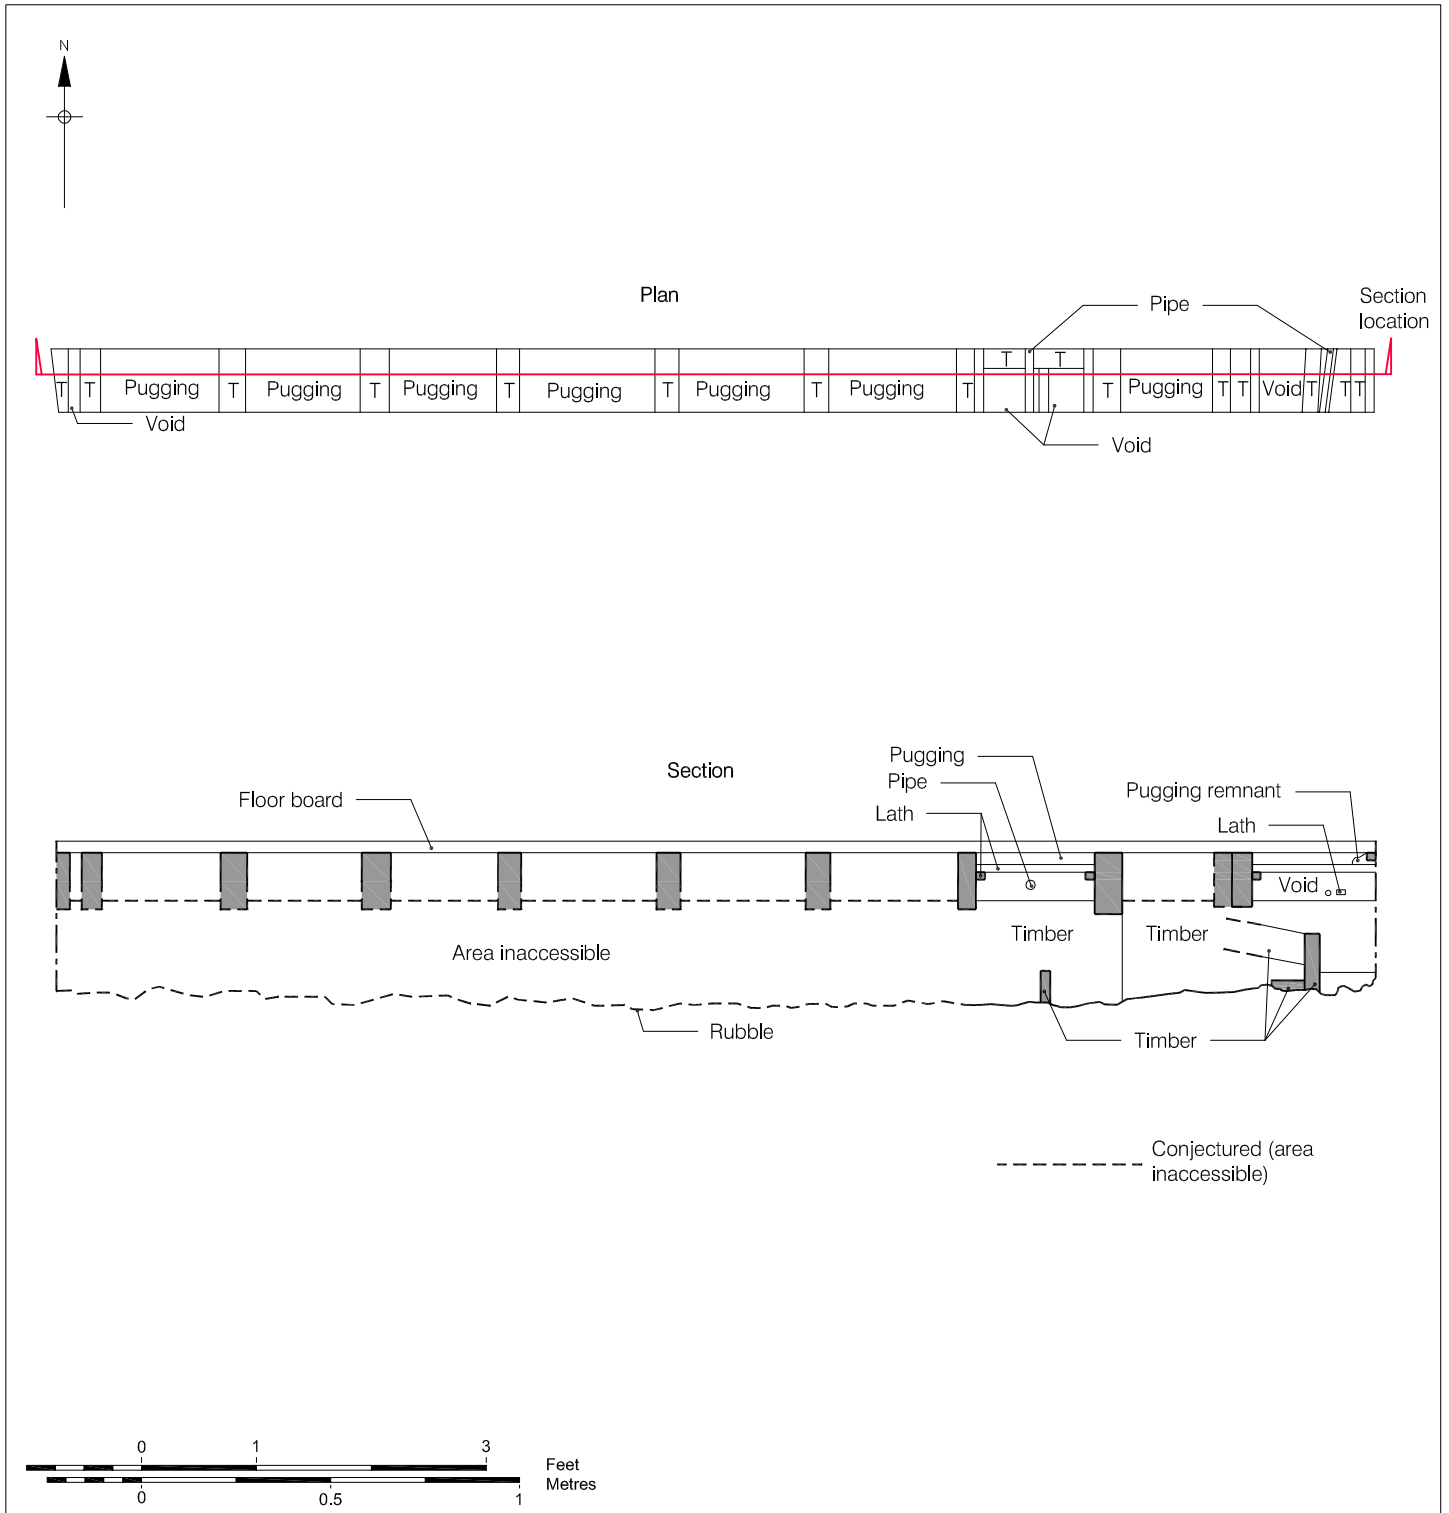 N
Plan
Pipe
Section
location
T T Pugging T Pugging T Pugging T Pugging T Pugging T Pugging T T T T Pugging T T Void T T T
Void
Void
Section
Pugging
Pipe
Lath
Floor board
Pugging remnant
Lath
Void
Timber
Timber
Area inaccessible
Rubble
Timber
Conjectured (area
inaccessible)
0 1 3
Feet
Metres
0 0.5 1